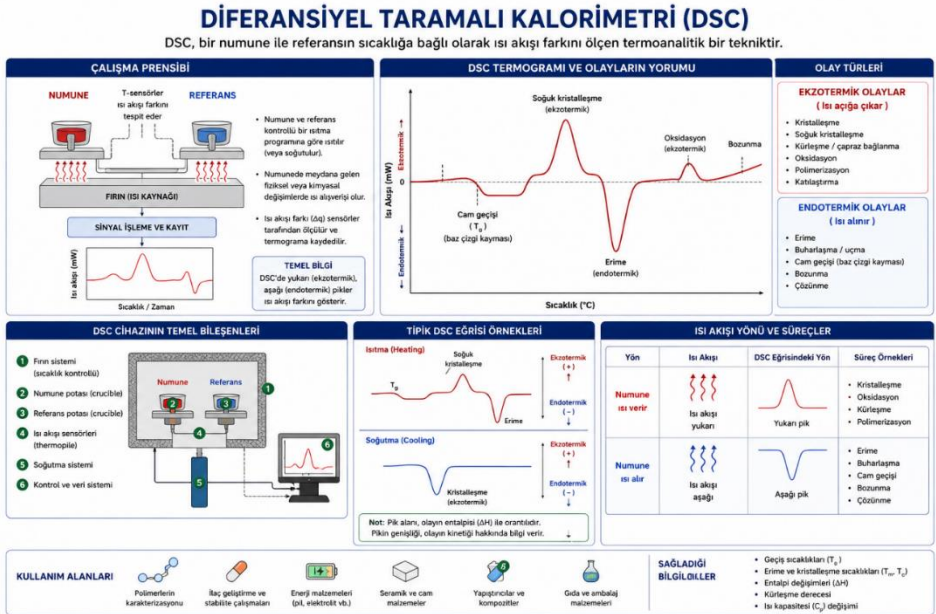 DİFERANSİYEL TARAMALI KALORİMETRİ (DSC)
DSC, bir numune ile referansın sıcaklığa bağlı olarak ısı akışı farkını ölçen termoanalitik bir tekniktir.
ÇALIŞMA PRENSİBİ
NUMUNE
T-sensörler
ısı akışı farkını
tespit eder
REFERANS
FIRIN (ISI KAYNAĞI)
SİNYAL İŞLEME VE KAYIT
Isı akışı (mW)
Sıcaklık / Zaman
• Numune ve referans
kontrollü bir ısıtma
programına göre ısıtılır
(veya soğutulur).
• Numunede meydana gelen
fiziksel veya kimyasal
değişimlerde ısı alışverişi olur.
• Isı akışı farkı (Δq) sensörler
tarafından ölçülür ve
termograma kaydedilir.
TEMEL BİLGİ
DSC'de yukarı (ekzotermik),
aşağı (endotermik) pikler
ısı akışı farkını gösterir.
DSC TERMOGRAMI VE OLAYLARIN YORUMU
Isı Akışı (mW)
← Endotermik
Ekzotermik →
0
Soğuk kristalleşme
(ekzotermik)
Oksidasyon
(ekzotermik)
Bozunma
Cam geçişi
(Tg)
(baz çizgi kayması)
Erime
(endotermik)
Sıcaklık (°C)
OLAY TÜRLERİ
EKZOTERMİK OLAYLAR
( Isı açığa çıkar )
• Kristalleşme
• Soğuk kristalleşme
• Kürleşme / çapraz bağlanma
• Oksidasyon
• Polimerizasyon
• Katılaştırma
ENDOTERMİK OLAYLAR
( Isı alınır )
• Erime
• Buharlaşma / uçma
• Cam geçişi (baz çizgi kayması)
• Bozunma
• Çözünme
DSC CİHAZININ TEMEL BİLEŞENLERİ
1 Fırın sistemi
(sıcaklık kontrollü)
2 Numune potası (crucible)
3 Referans potası (crucible)
4 Isı akışı sensörleri
(thermopile)
5 Soğutma sistemi
6 Kontrol ve veri sistemi
Numune
Referans
1
2
3
4
5
6
TİPİK DSC EĞRİSİ ÖRNEKLERİ
Isıtma (Heating)
Tg
Soğuk
kristalleşme
Erime
Ekzotermik
( + )
↑
Endotermik
( − )
↓
Soğutma (Cooling)
Kristalleşme
(ekzotermik)
Ekzotermik
( + )
↑
Endotermik
( − )
↓
Not: Pik alanı, olayın entalpisi (ΔH) ile orantılıdır.
Pikin genişliği, olayın kinetiği hakkında bilgi verir.
ISI AKIŞI YÖNÜ VE SÜREÇLER
Yön
Isı Akışı
DSC Eğrisindeki Yön
Süreç Örnekleri
Numune
ısı verir
Isı akışı
yukarı
Yukarı pik
• Kristalleşme
• Oksidasyon
• Kürleşme
• Polimerizasyon
Numune
ısı alır
Isı akışı
aşağı
Aşağı pik
• Erime
• Buharlaşma
• Cam geçişi
• Bozunma
• Çözünme
KULLANIM ALANLARI
Polimerlerin
karakterizasyonu
İlaç geliştirme ve
stabilite çalışmaları
Enerji malzemeleri
(pil, elektrolit vb.)
Seramik ve cam
malzemeler
Yapıştırıcılar ve
kompozitler
Gıda ve ambalaj
malzemeleri
SAĞLADIĞI
• Geçiş sıcaklıkları (Tg)
• Erime ve kristalleşme sıcaklıkları (Tm, Tc)
• Entalpi değişimleri (ΔH)
• Kürleşme derecesi
• Isı kapasitesi (Cp) değişimi